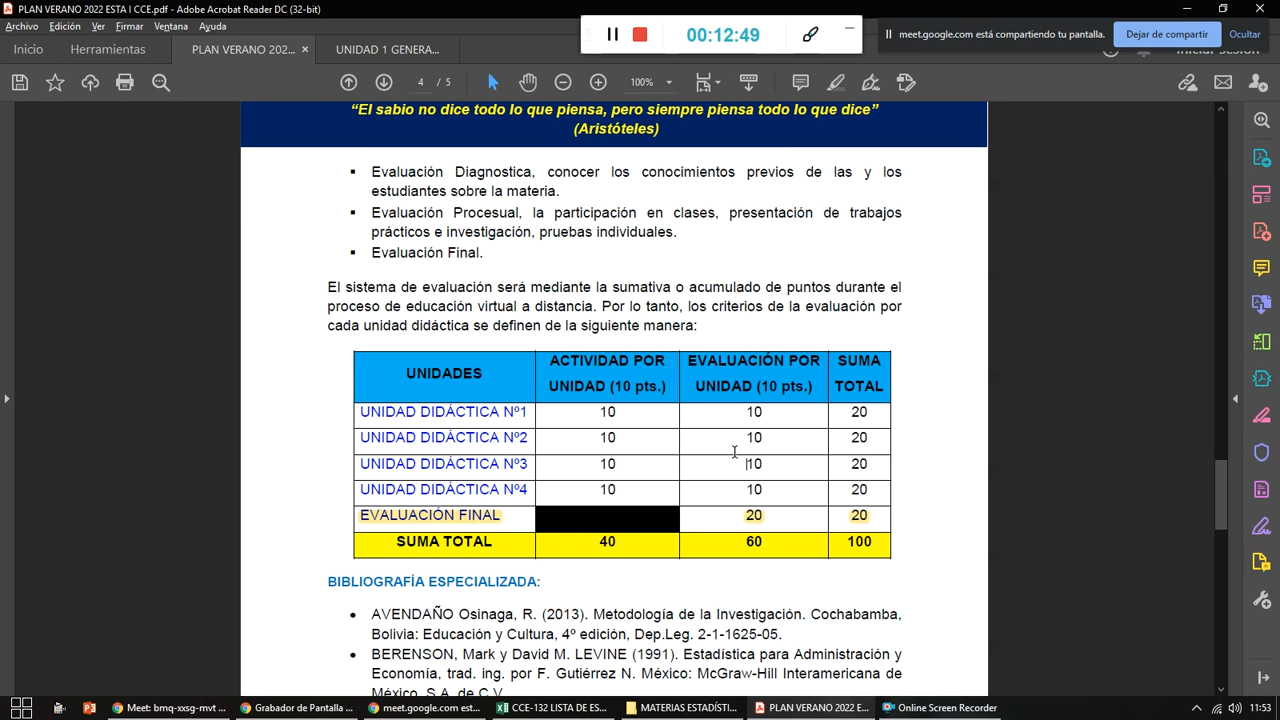 PLAN VERANO 2022 ESTA I CCE.pdf - Adobe Acrobat Reader DC (32-bit)
Archivo Edición Ver Firmar Ventana Ayuda
00:12:49
meet.google.com está compartiendo tu pantalla.
Dejar de compartir
Ocultar
Inicio Herramientas PLAN VERANO 202... × UNIDAD 1 GENERA...
4 / 5 100%
“El sabio no dice todo lo que piensa, pero siempre piensa todo lo que dice”
(Aristóteles)
▪ Evaluación Diagnostica, conocer los conocimientos previos de las y los
estudiantes sobre la materia.
▪ Evaluación Procesual, la participación en clases, presentación de trabajos
prácticos e investigación, pruebas individuales.
▪ Evaluación Final.
El sistema de evaluación será mediante la sumativa o acumulado de puntos durante el
proceso de educación virtual a distancia. Por lo tanto, los criterios de la evaluación por
cada unidad didáctica se definen de la siguiente manera:
UNIDADES ACTIVIDAD POR UNIDAD (10 pts.) EVALUACIÓN POR UNIDAD (10 pts.) SUMA TOTAL
UNIDAD DIDÁCTICA Nº1 10 10 20
UNIDAD DIDÁCTICA Nº2 10 10 20
UNIDAD DIDÁCTICA Nº3 10 10 20
UNIDAD DIDÁCTICA Nº4 10 10 20
EVALUACIÓN FINAL 20 20
SUMA TOTAL 40 60 100
BIBLIOGRAFÍA ESPECIALIZADA:
• AVENDAÑO Osinaga, R. (2013). Metodología de la Investigación. Cochabamba,
Bolivia: Educación y Cultura, 4º edición, Dep.Leg. 2-1-1625-05.
• BERENSON, Mark y David M. LEVINE (1991). Estadística para Administración y
Economía, trad. ing. por F. Gutiérrez N. México: McGraw-Hill Interamericana de
México, S.A. de C.V.
Meet: bmq-xxsg-mvt ... Grabador de Pantalla ... meet.google.com est... CCE-132 LISTA DE ES... MATERIAS ESTADÍST... PLAN VERANO 2022 E... Online Screen Recorder 11:53